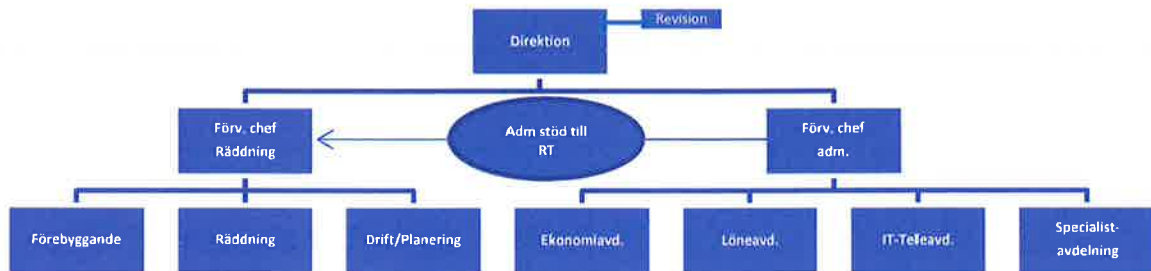 Revision
Direktion
Förv. chef
Räddning
Adm stöd till
RT
Förv. chef
adm.
Förebyggande
Räddning
Drift/Planering
Ekonomiavd.
Löneavd.
IT-Teleavd.
Specialist-
avdelning